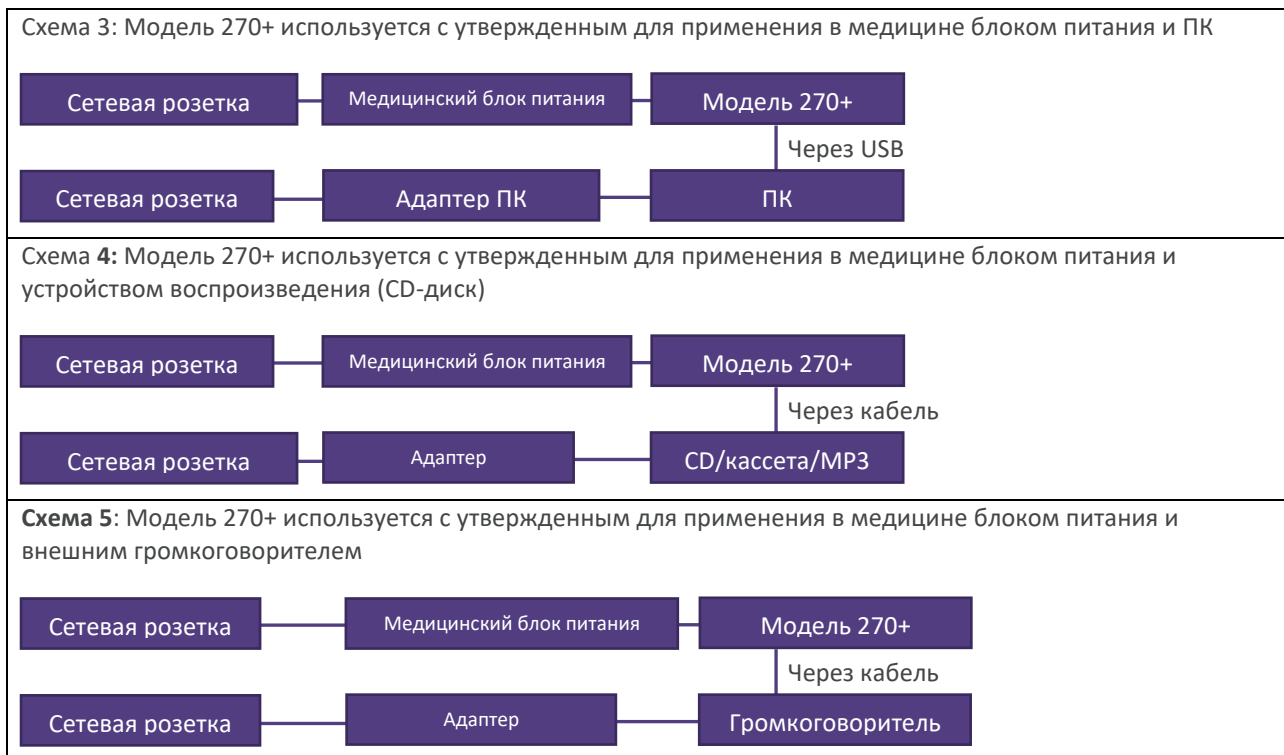 Схема 3: Модель 270+ используется с утвержденным для применения в медицине блоком питания и ПК
Сетевая розетка
Медицинский блок питания
Модель 270+
Через USB
Сетевая розетка
Адаптер ПК
ПК
Схема 4: Модель 270+ используется с утвержденным для применения в медицине блоком питания и
устройством воспроизведения (CD-диск)
Сетевая розетка
Медицинский блок питания
Модель 270+
Через кабель
Сетевая розетка
Адаптер
CD/кассета/MP3
Схема 5: Модель 270+ используется с утвержденным для применения в медицине блоком питания и
внешним громкоговорителем
Сетевая розетка
Медицинский блок питания
Модель 270+
Через кабель
Сетевая розетка
Адаптер
Громкоговоритель